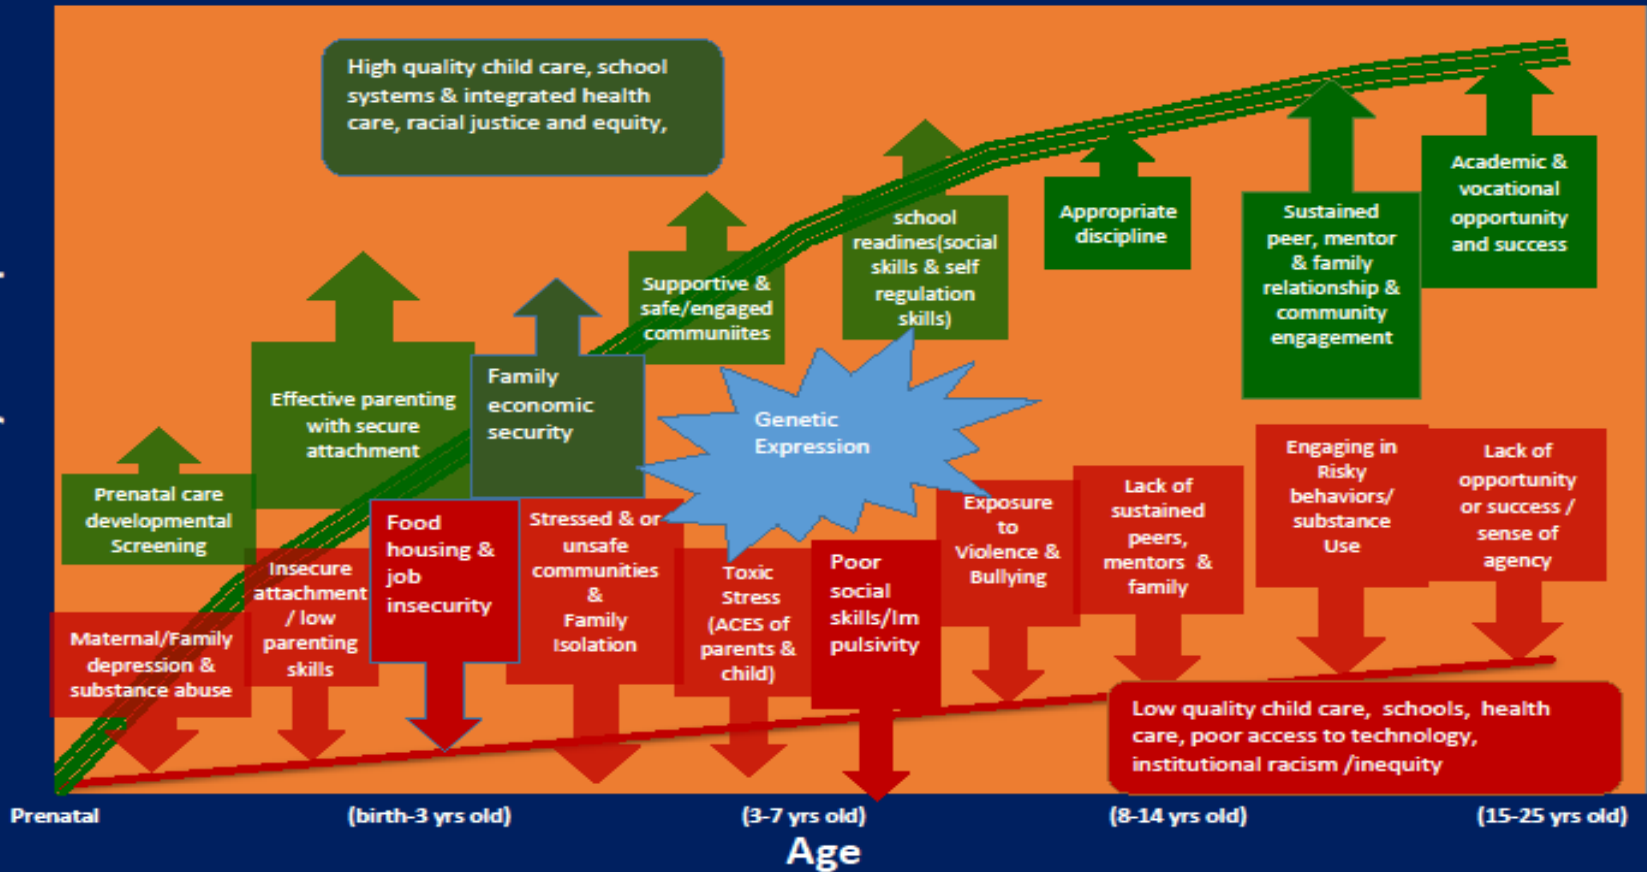 High quality child care, school
systems & integrated health
care, racial justice and equity,
Academic &
vocational
opportunity
and success
Appropriate
discipline
Sustained
peer, mentor
& family
relationship &
community
engagement
school
readines(social
skills & self
regulation
skills)
Supportive &
safe/engaged
communiites
Family
economic
security
Effective parenting
with secure
attachment
Prenatal care
developmental
Screening
Genetic
Expression
Maternal/Family
depression &
substance abuse
Insecure
attachment
/ low
parenting
skills
Food
housing &
job
insecurity
Stressed & or
unsafe
communities
&
Family
Isolation
Toxic
Stress
(ACES of
parents &
child)
Poor
social
skills/Im
pulsivity
Exposure
to
Violence &
Bullying
Lack of
sustained
peers,
mentors &
family
Engaging in
Risky
behaviors/
substance
Use
Lack of
opportunity
or success /
sense of
agency
Low quality child care, schools, health
care, poor access to technology,
institutional racism /inequity
Prenatal
(birth-3 yrs old)
(3-7 yrs old)
(8-14 yrs old)
(15-25 yrs old)
Age